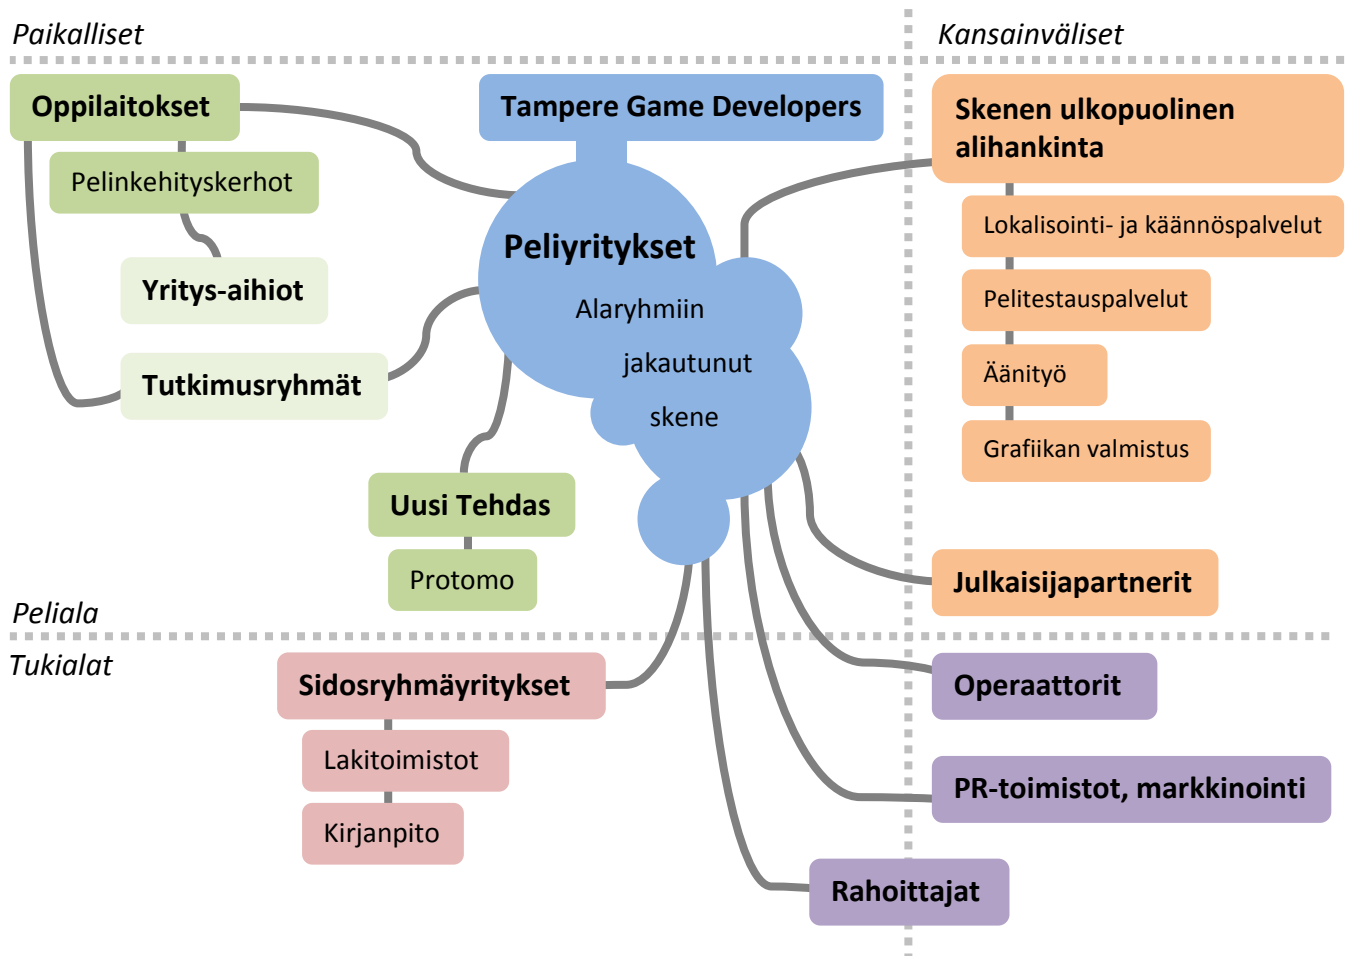 Paikalliset
Kansainväliset
Oppilaitokset
Pelinkehityskerhot
Yritys-aihiot
Tutkimusryhmät
Tampere Game Developers
Peliyritykset
Alaryhmiin
jakautunut
skene
Uusi Tehdas
Protomo
Skenen ulkopuolinen
alihankinta
Lokalisointi- ja käännöspalvelut
Pelitestauspalvelut
Äänityö
Grafiikan valmistus
Julkaisijapartnerit
Peliala
Tukialat
Sidosryhmäyritykset
Lakitoimistot
Kirjanpito
Operaattorit
PR-toimistot, markkinointi
Rahoittajat